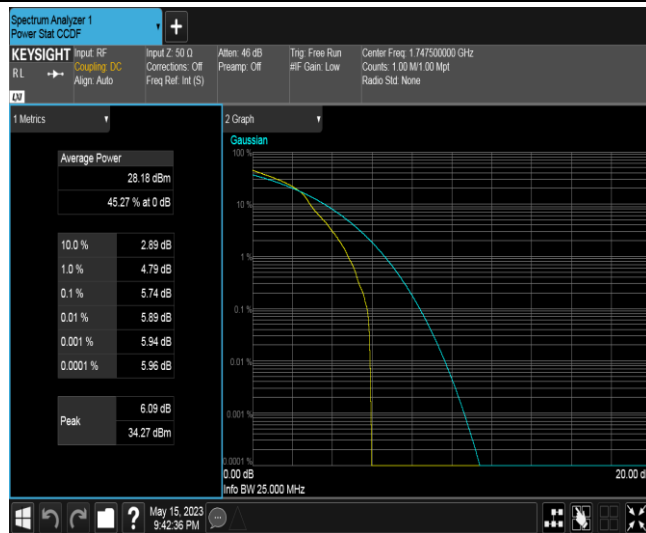 Spectrum Analyzer 1
Power Stat CCDF
+
KEYSIGHT
RL
Input: RF
Coupling: DC
Align: Auto
Input Z: 50 Ω
Corrections: Off
Freq Ref: Int (S)
Atten: 46 dB
Preamp: Off
Trig: Free Run
#IF Gain: Low
Center Freq: 1.747500000 GHz
Counts: 1.00 M/1.00 Mpt
Radio Std: None
1 Metrics
Average Power
28.18 dBm
45.27 % at 0 dB
10.0 % 2.89 dB
1.0 % 4.79 dB
0.1 % 5.74 dB
0.01 % 5.89 dB
0.001 % 5.94 dB
0.0001 % 5.96 dB
Peak
6.09 dB
34.27 dBm
2 Graph
Gaussian
100 %
10 %
1 %
0.1 %
0.01 %
0.001 %
0.0001 %
0.00 dB
20.00 d
Info BW 25.000 MHz
?
May 15, 2023
9:42:36 PM